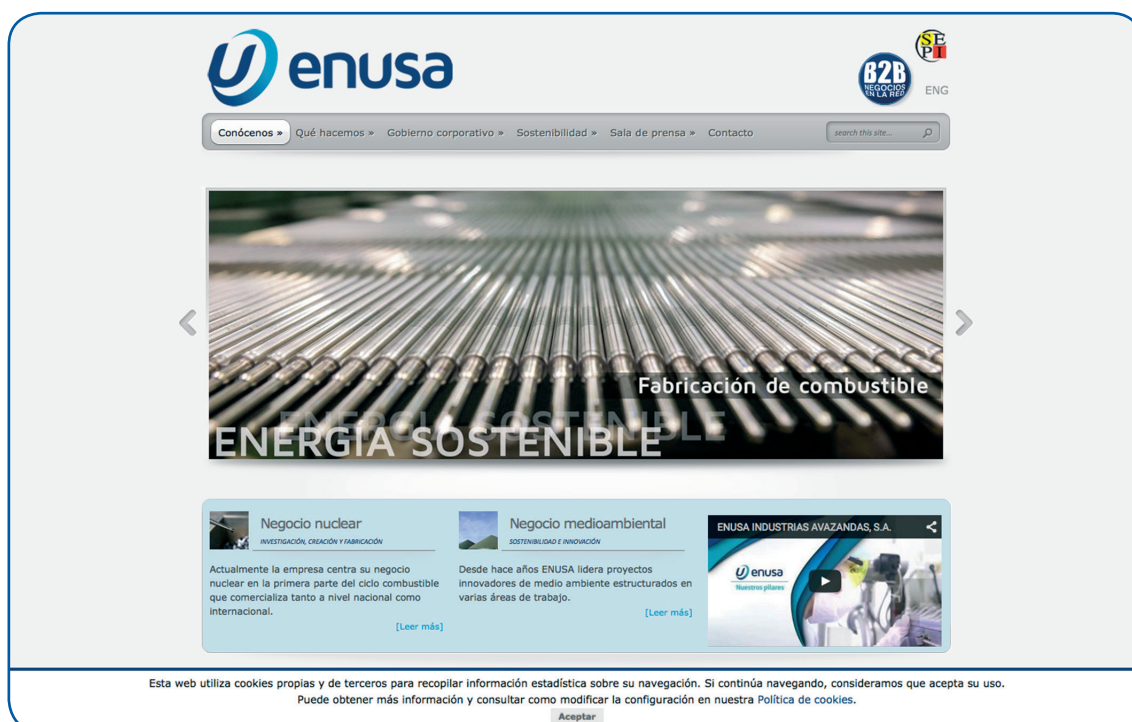 enusa
SEPI
B2B
NEGOCIOS
EN LA RED
ENG
Conócenos » Qué hacemos » Gobierno corporativo » Sostenibilidad » Sala de prensa » Contacto search this site...
Fabricación de combustible
ENERGÍA SOSTENIBLE
ENERGÍA SOSTENIBLE
Negocio nuclear
INVESTIGACIÓN, CREACIÓN Y FABRICACIÓN
Actualmente la empresa centra su negocio
nuclear en la primera parte del ciclo combustible
que comercializa tanto a nivel nacional como
internacional.
[Leer más]
Negocio medioambiental
SOSTENIBILIDAD E INNOVACIÓN
Desde hace años ENUSA lidera proyectos
innovadores de medio ambiente estructurados en
varias áreas de trabajo.
[Leer más]
ENUSA INDUSTRIAS AVAZANDAS, S.A.
enusa
Nuestros pilares
Esta web utiliza cookies propias y de terceros para recopilar información estadística sobre su navegación. Si continúa navegando, consideramos que acepta su uso.
Puede obtener más información y consultar como modificar la configuración en nuestra Política de cookies.
Aceptar